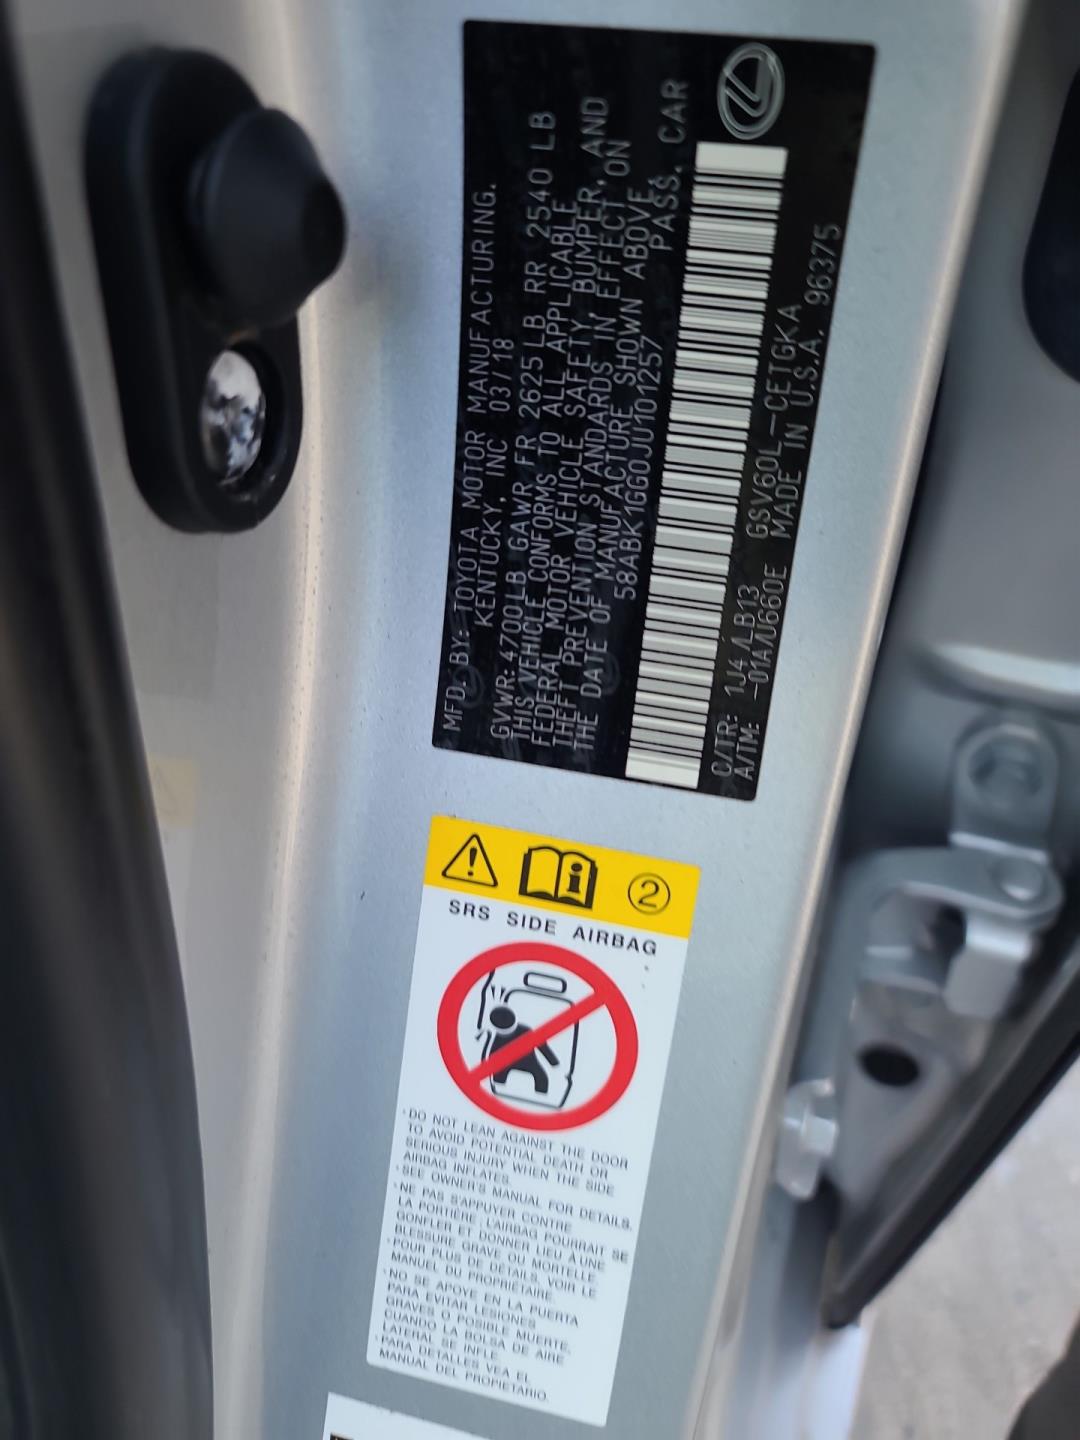 MFD. BY: TOYOTA MOTOR MANUFACTURING,
KENTUCKY, INC 03/18
GVWR: 4700LB GAWR FR 2625LB RR 2540 LB
THIS VEHICLE CONFORMS TO ALL APPLICABLE
FEDERAL MOTOR VEHICLE SAFETY, BUMPER, AND
THEFT PREVENTION STANDARDS IN EFFECT ON
THE DATE OF MANUFACTURE SHOWN ABOVE.
58ABK1GG0JU101257 PASS. CAR
C/TR: 1J4 /LB13 GSV60L-CETGKA
A/TM: -01A/U660E MADE IN U.S.A. 96375
2
SRS SIDE AIRBAG
·DO NOT LEAN AGAINST THE DOOR
TO AVOID POTENTIAL DEATH OR
SERIOUS INJURY WHEN THE SIDE
AIRBAG INFLATES.
·SEE OWNER'S MANUAL FOR DETAILS.
·NE PAS S'APPUYER CONTRE
LA PORTIÈRE ; L'AIRBAG POURRAIT SE
GONFLER ET DONNER LIEU À UNE
BLESSURE GRAVE OU MORTELLE.
·POUR PLUS DE DÉTAILS, VOIR LE
MANUEL DU PROPRIÉTAIRE.
·NO SE APOYE EN LA PUERTA
PARA EVITAR LESIONES
GRAVES O POSIBLE MUERTE,
CUANDO LA BOLSA DE AIRE
LATERAL SE INFLE.
·PARA DETALLES VEA EL
MANUAL DEL PROPIETARIO.